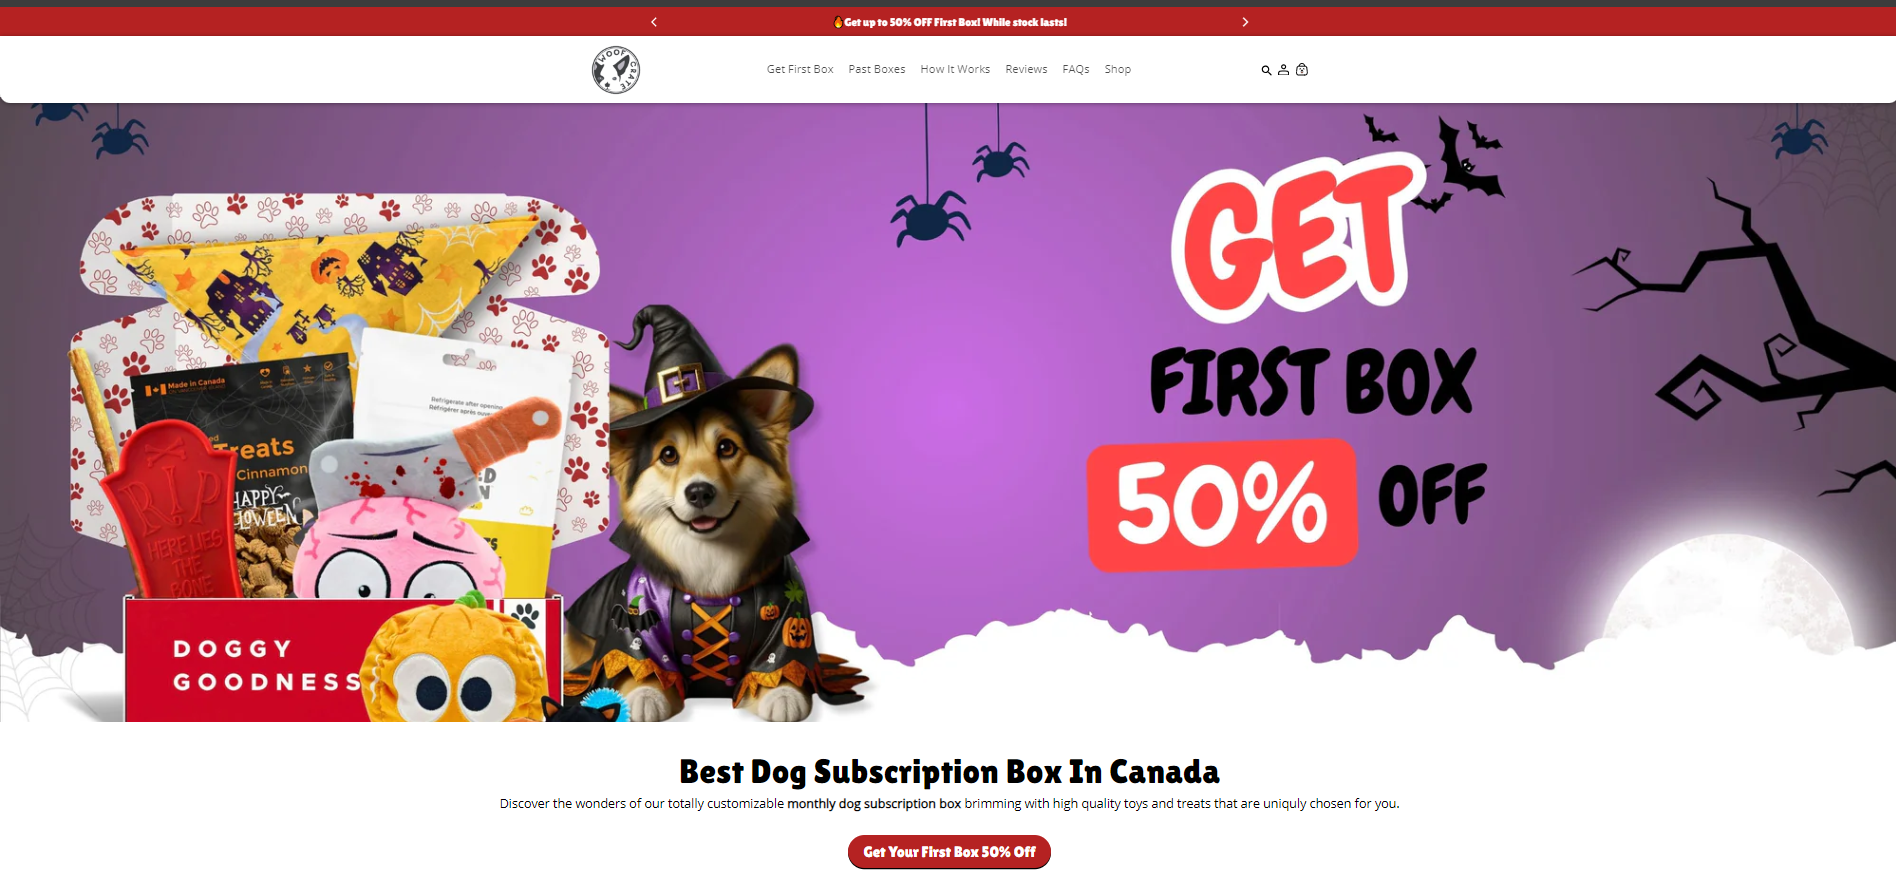 🔥Get up to 50% OFF First Box! While stock lasts!
WOOF CRATE
Get First Box Past Boxes How It Works Reviews FAQs Shop
GET
FIRST BOX
50% OFF
Made in Canada
Refrigerate after opening
Réfrigérer après
Treats
Cinnamon
HAPPY
RIP
HERE LIES
THE
BONE
DOGGY
GOODNESS
Best Dog Subscription Box In Canada
Discover the wonders of our totally customizable monthly dog subscription box brimming with high quality toys and treats that are uniquly chosen for you.
Get Your First Box 50% Off